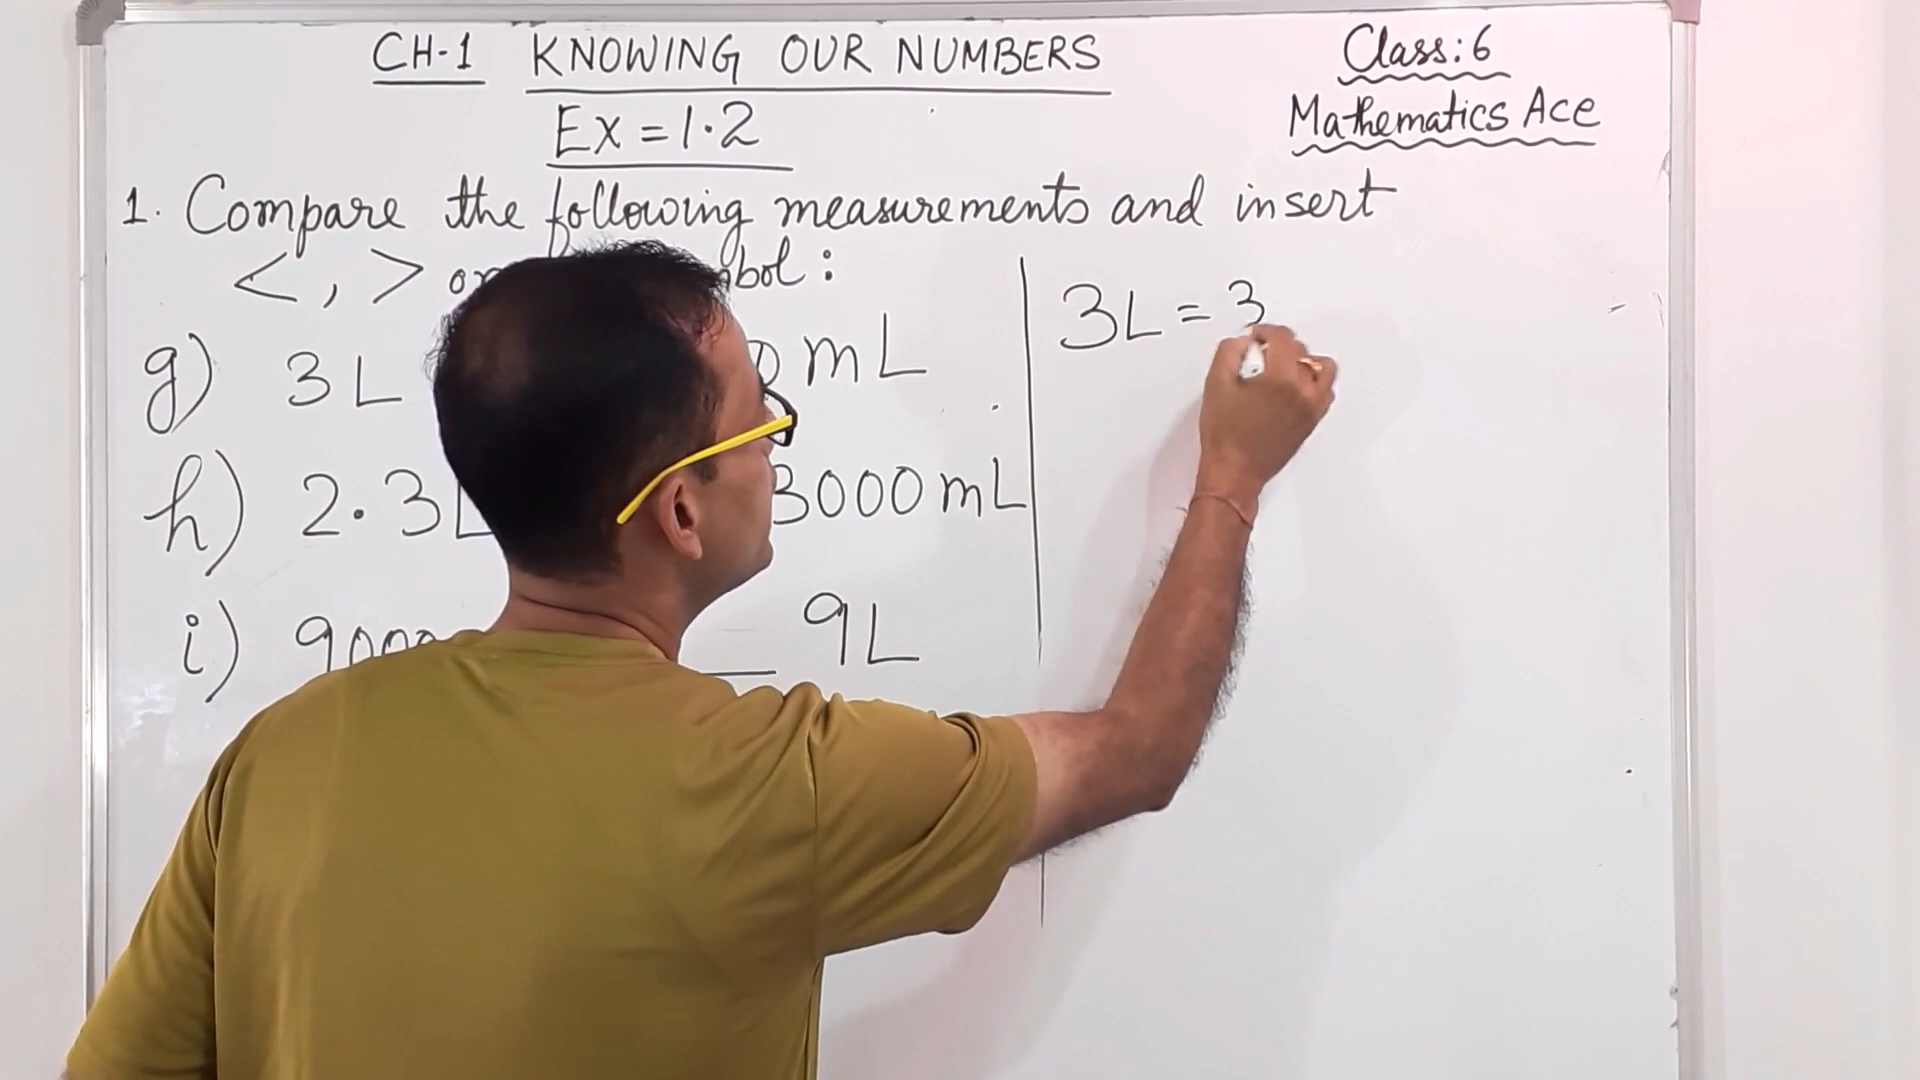 CH-1 KNOWING OUR NUMBERS
Class: 6
Mathematics Ace
Ex = 1.2
1. Compare the following measurements and insert
< , > :
g) 3L mL
3L = 3
h) 2.3L 3000 mL
i) 9L